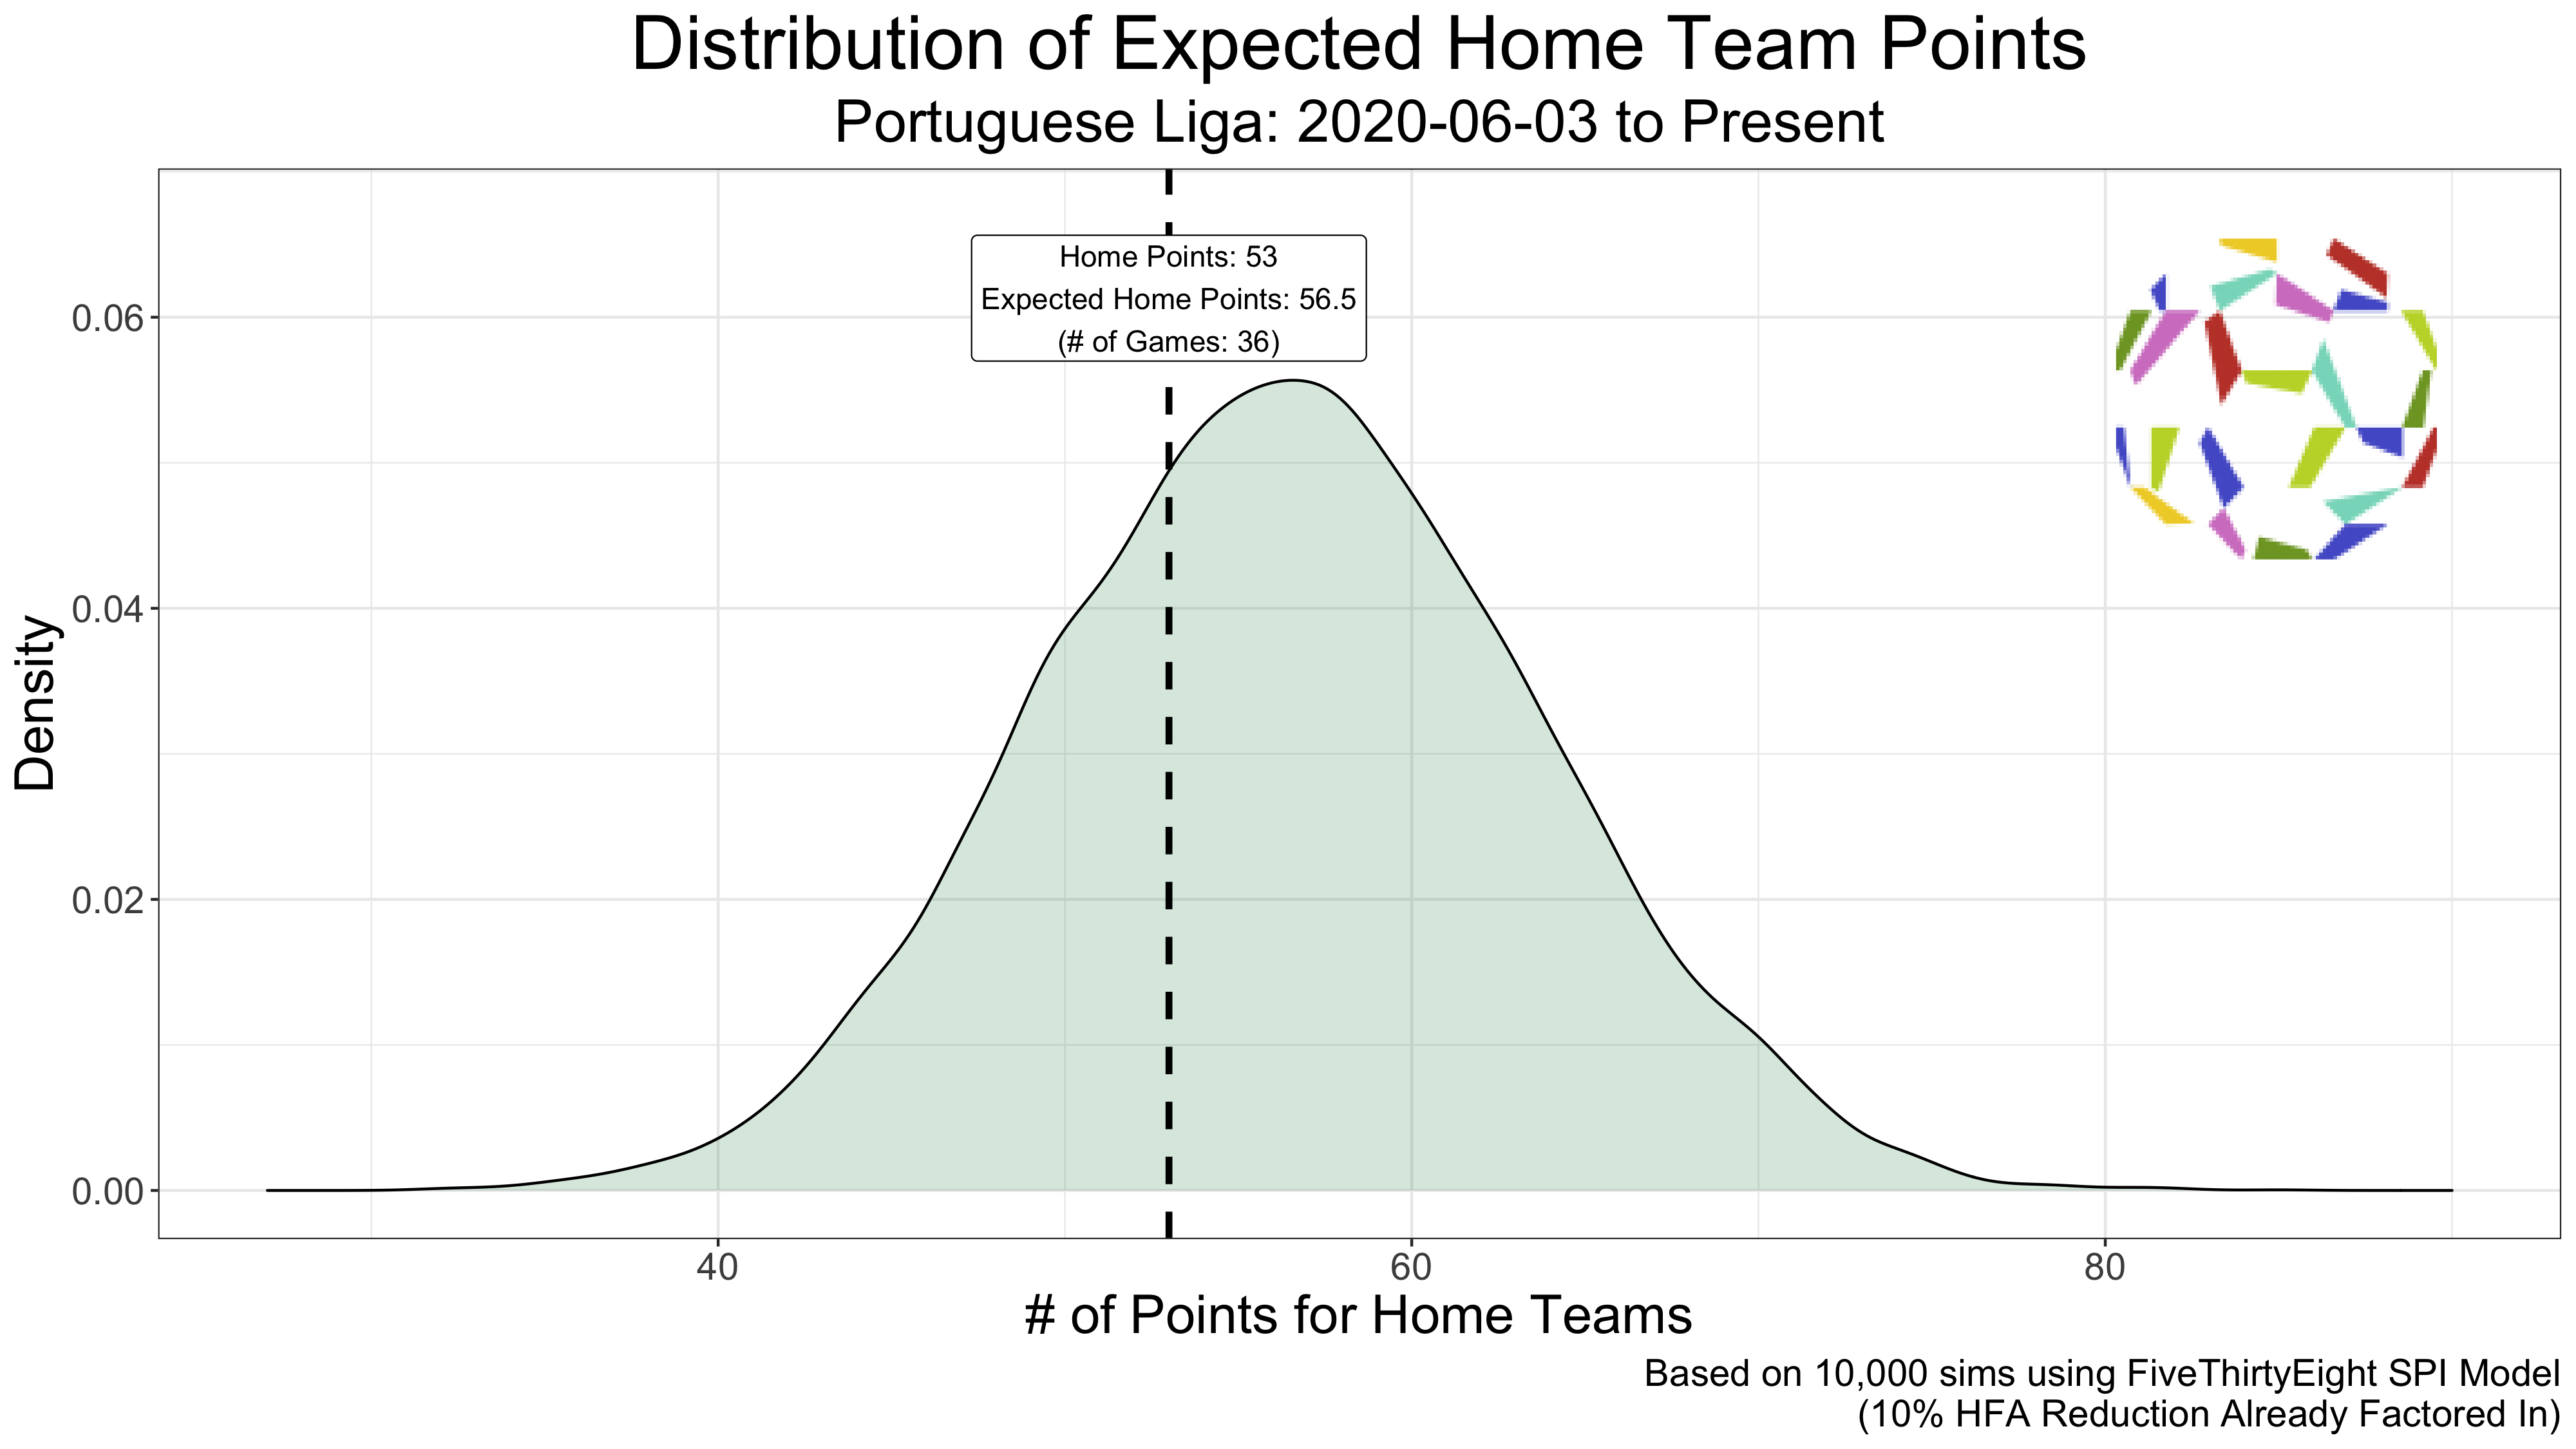 Distribution of Expected Home Team Points
Portuguese Liga: 2020-06-03 to Present
Home Points: 53
Expected Home Points: 56.5
(# of Games: 36)
Density
0.06
0.04
0.02
0.00
40
60
80
# of Points for Home Teams
Based on 10,000 sims using FiveThirtyEight SPI Model
(10% HFA Reduction Already Factored In)